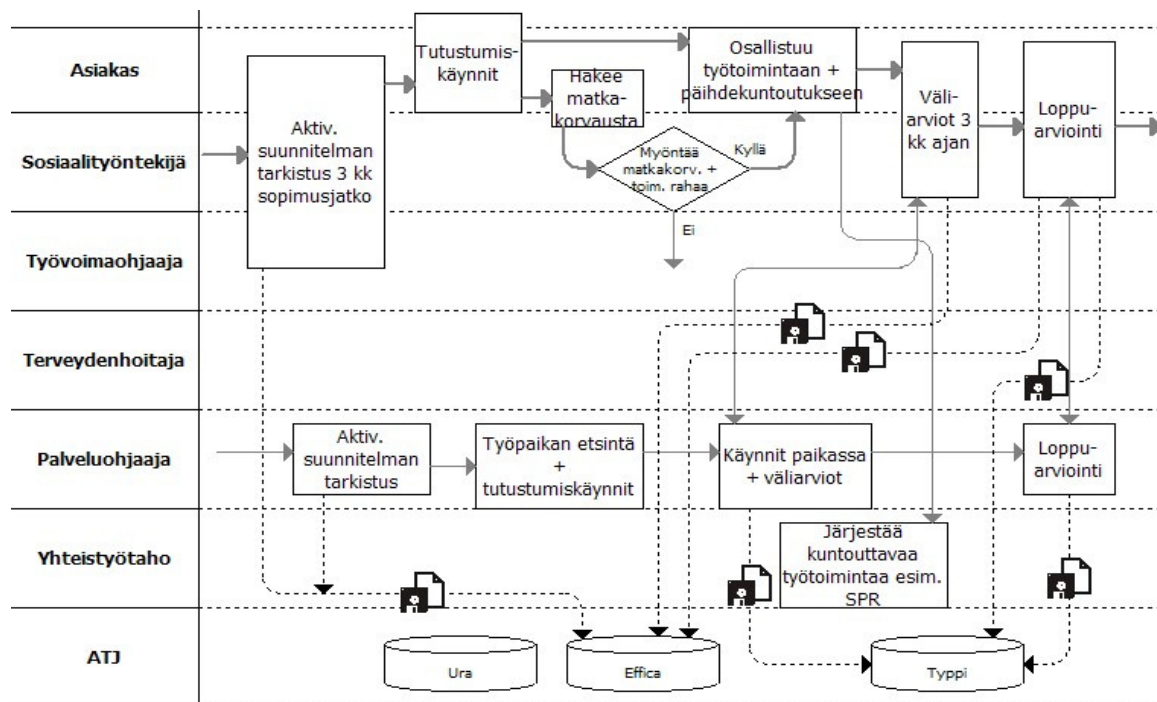 Asiakas
Tutustumis-
käynnit
Osallistuu
työtoimintaan +
päihdekuntoutukseen
Hakee
matka-
korvausta
Väli-
arviot 3
kk ajan
Loppu-
arviointi
Sosiaalityöntekijä
Aktiv.
suunnitelman
tarkistus 3 kk
sopimusjatko
Myöntää
matkakorv. +
toim. rahaa
Kyllä
Ei
Työvoimaohjaaja
Terveydenhoitaja
Palveluohjaaja
Aktiv.
suunnitelman
tarkistus
Työpaikan etsintä
+
tutustumiskäynnit
Käynnit paikassa
+ väliarviot
Loppu-
arviointi
Yhteistyötaho
Järjestää
kuntouttavaa
työtoimintaa esim.
SPR
ATJ
Ura
Effica
Typpi